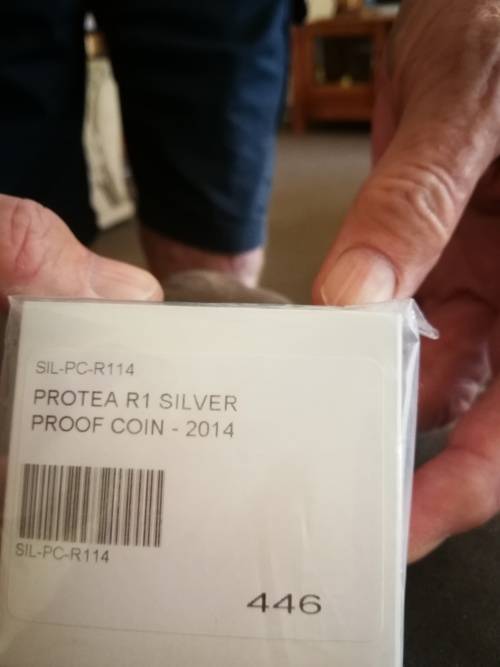 SIL-PC-R114
PROTEA R1 SILVER
PROOF COIN - 2014
SIL-PC-R114
446